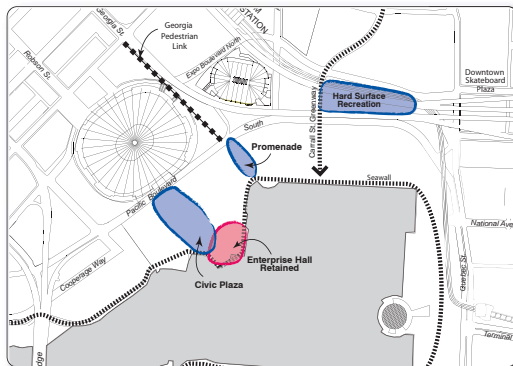 Georgia St.
STATION
Georgia
Pedestrian
Link
Robson St.
Expo Boulevard North
Downtown
Skateboard
Plaza
Hard Surface
Recreation
Carrall St. Greenway
South
Promenade
Seawall
Pacific Boulevard
National Ave
Cooperage Way
Enterprise Hall
Retained
Civic Plaza
Quebec St.
Terminal